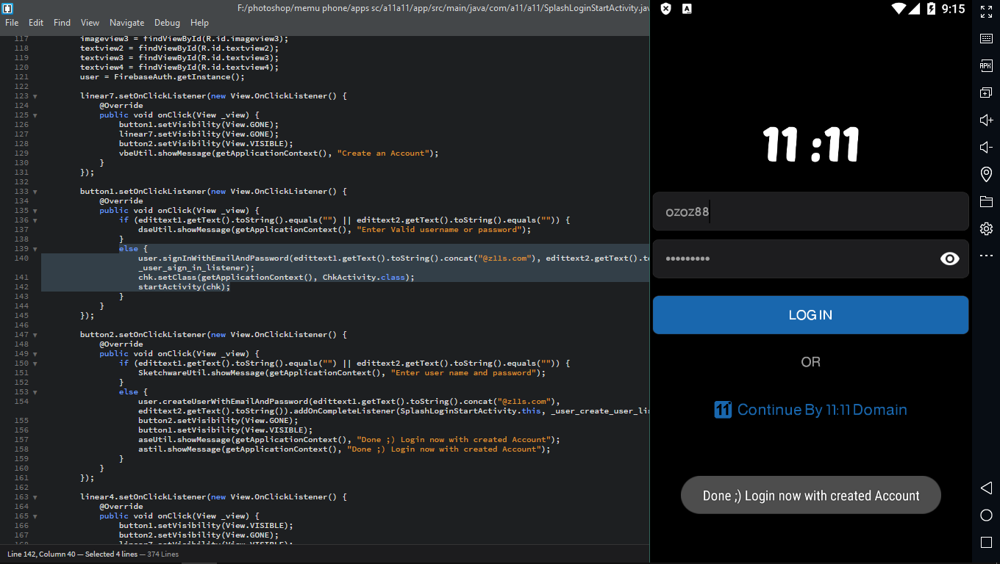 F:/photoshop/memu phone/apps sc/a11a11/app/src/main/java/com/a11/a11/SplashLoginStartActivity.jav
File Edit Find View Navigate Debug Help
117 imageview3 = findViewById(R.id.imageview3);
118 textview2 = findViewById(R.id.textview2);
119 textview3 = findViewById(R.id.textview3);
120 textview4 = findViewById(R.id.textview4);
121 user = FirebaseAuth.getInstance();
122
123 linear7.setOnClickListener(new View.OnClickListener() {
124 @Override
125 public void onClick(View _view) {
126 button1.setVisibility(View.GONE);
127 linear7.setVisibility(View.GONE);
128 button2.setVisibility(View.VISIBLE);
129 vbeUtil.showMessage(getApplicationContext(), "Create an Account");
130 }
131 });
132
133 button1.setOnClickListener(new View.OnClickListener() {
134 @Override
135 public void onClick(View _view) {
136 if (edittext1.getText().toString().equals("") || edittext2.getText().toString().equals("")) {
137 dseUtil.showMessage(getApplicationContext(), "Enter Valid username or password");
138 }
139 else {
140 user.signInWithEmailAndPassword(edittext1.getText().toString().concat("@z11s.com"), edittext2.getText().to
_user_sign_in_listener);
141 chk.setClass(getApplicationContext(), ChkActivity.class);
142 startActivity(chk);
143 }
144 }
145 });
146
147 button2.setOnClickListener(new View.OnClickListener() {
148 @Override
149 public void onClick(View _view) {
150 if (edittext1.getText().toString().equals("") || edittext2.getText().toString().equals("")) {
151 SketchwareUtil.showMessage(getApplicationContext(), "Enter user name and password");
152 }
153 else {
154 user.createUserWithEmailAndPassword(edittext1.getText().toString().concat("@z11s.com"),
edittext2.getText().toString()).addOnCompleteListener(SplashLoginStartActivity.this, _user_create_user_lis
155 button2.setVisibility(View.GONE);
156 button1.setVisibility(View.VISIBLE);
157 aseUtil.showMessage(getApplicationContext(), "Done ;) Login now with created Account");
158 astil.showMessage(getApplicationContext(), "Done ;) Login now with created Account");
159 }
160 }
161 });
162
163 linear4.setOnClickListener(new View.OnClickListener() {
164 @Override
165 public void onClick(View _view) {
166 button1.setVisibility(View.VISIBLE);
167 button2.setVisibility(View.GONE);
168 linear7.setVisibility(View.VISIBLE);
Line 142, Column 40 — Selected 4 lines — 374 Lines
A
9:15
11:11
ozoz88
LOG IN
OR
11 Continue By 11:11 Domain
Done ;) Login now with created Account
APK